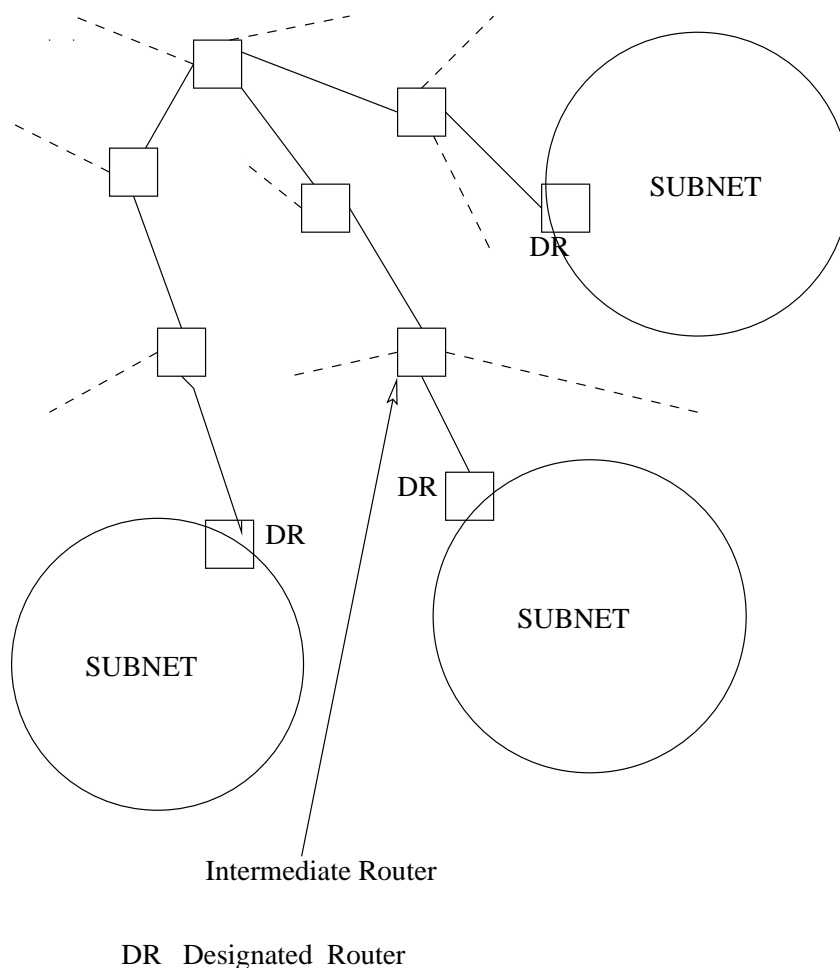 SUBNET
DR
DR
DR
SUBNET
SUBNET
Intermediate Router
DR Designated Router